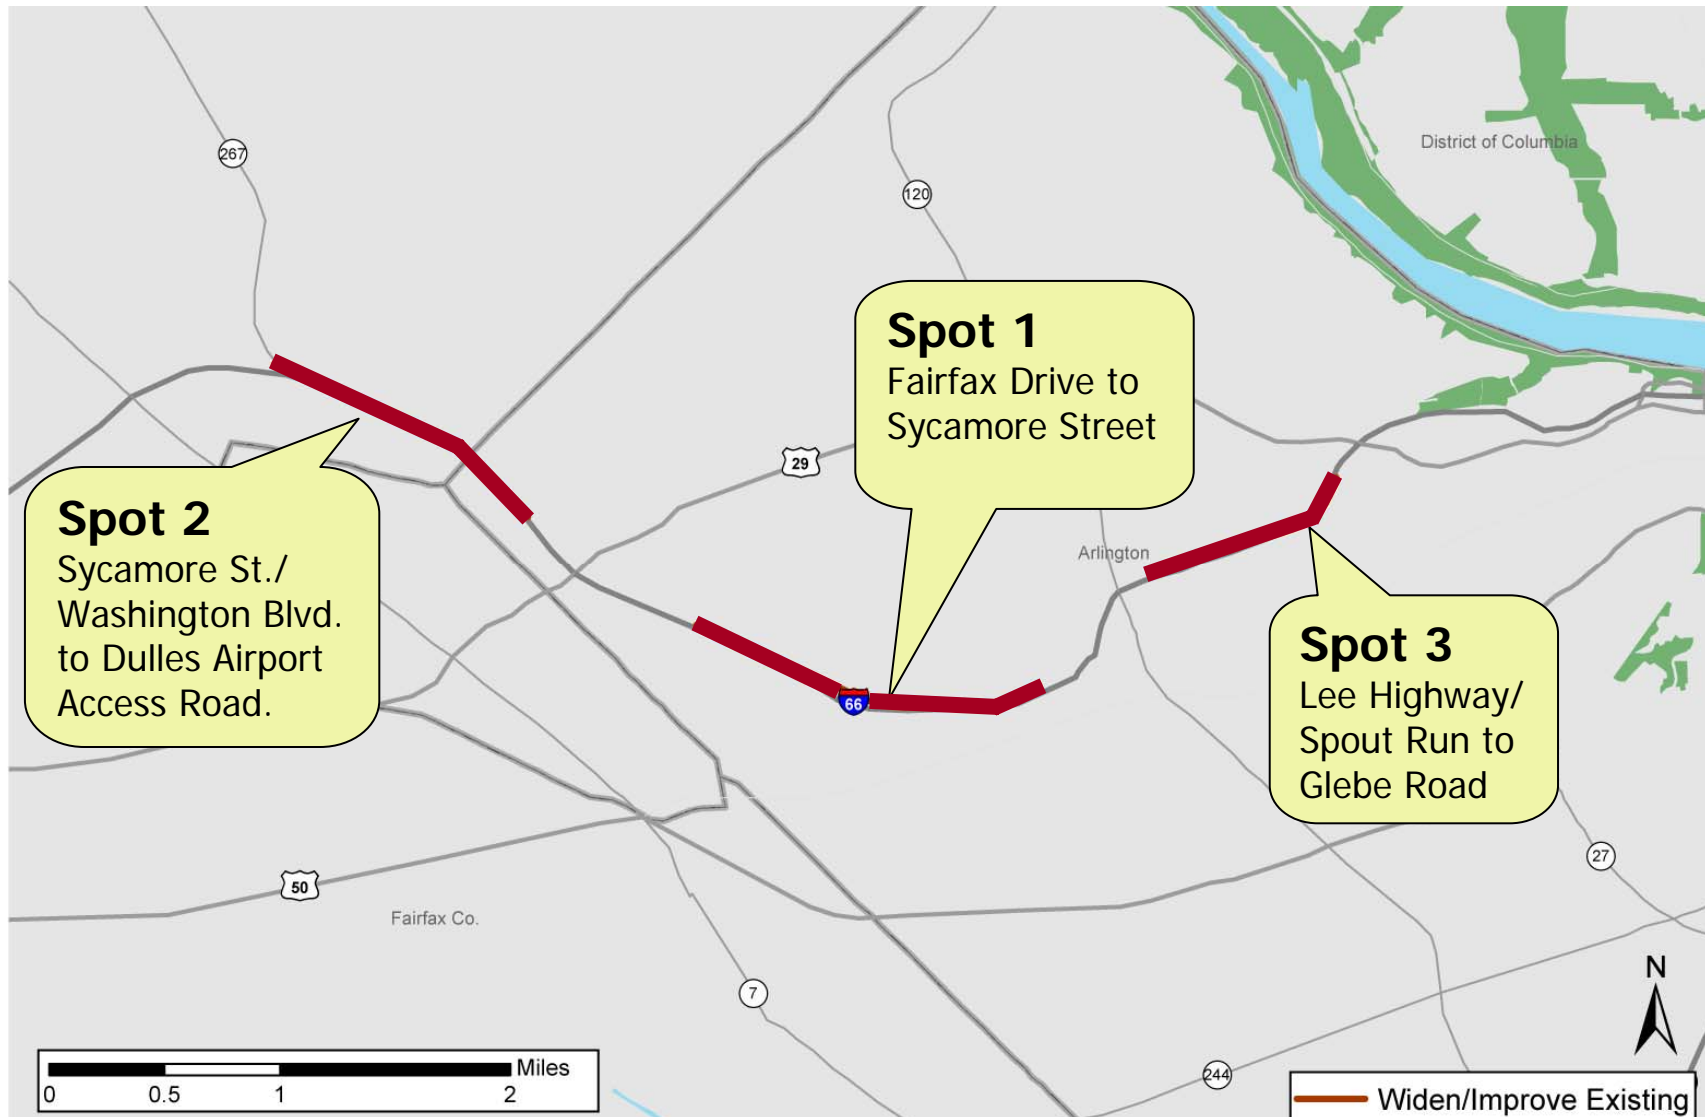 District of Columbia
267
120
Spot 1
Fairfax Drive to
Sycamore Street
29
Spot 2
Sycamore St./
Washington Blvd.
to Dulles Airport
Access Road.
Arlington
Spot 3
Lee Highway/
Spout Run to
Glebe Road
66
27
50
Fairfax Co.
7
N
244
Miles
0 0.5 1 2
Widen/Improve Existing